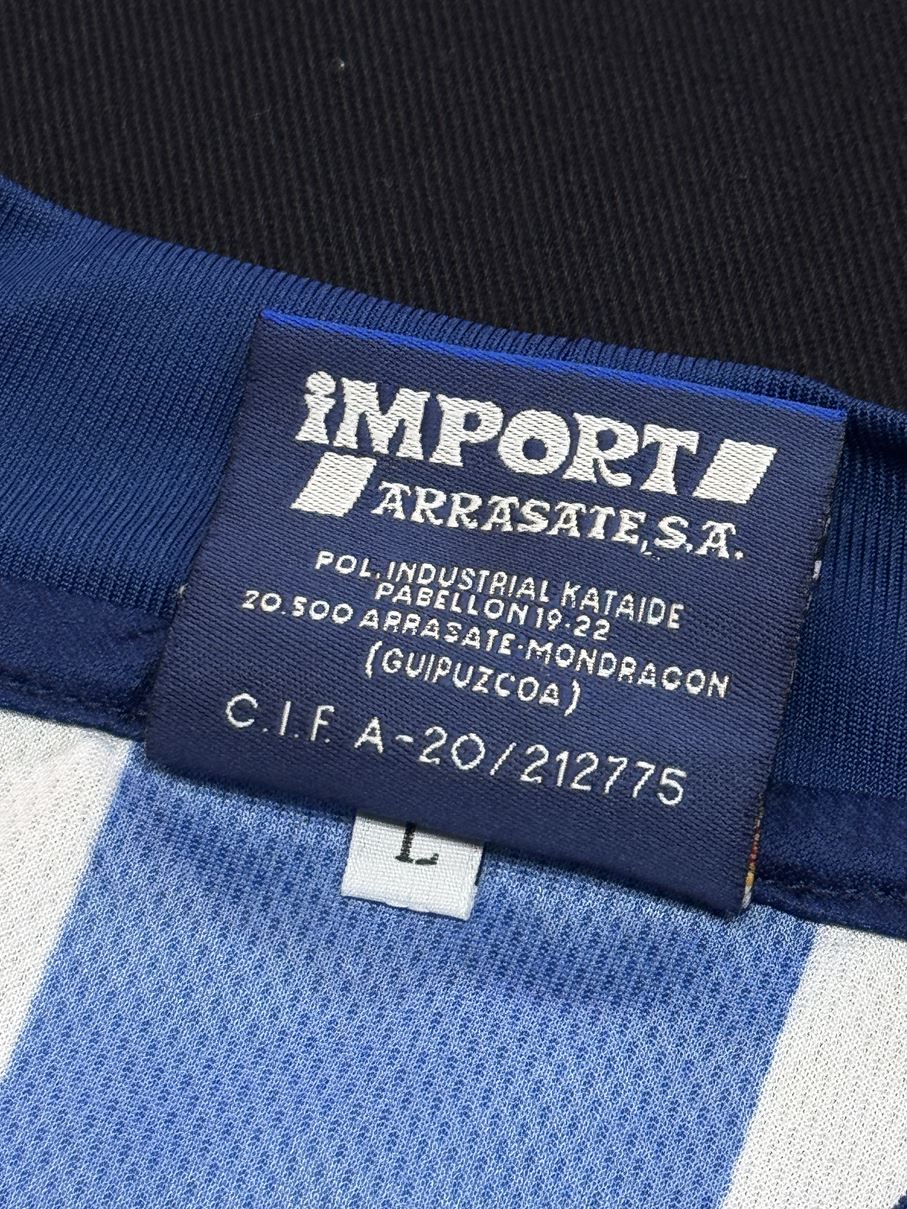 iMPORT
ARRASATE, S.A.
POL. INDUSTRIAL KATAIDE
PABELLON 19-22
20.500 ARRASATE-MONDRAGON
(GUIPUZCOA)
C.I.F. A-20/212775
L